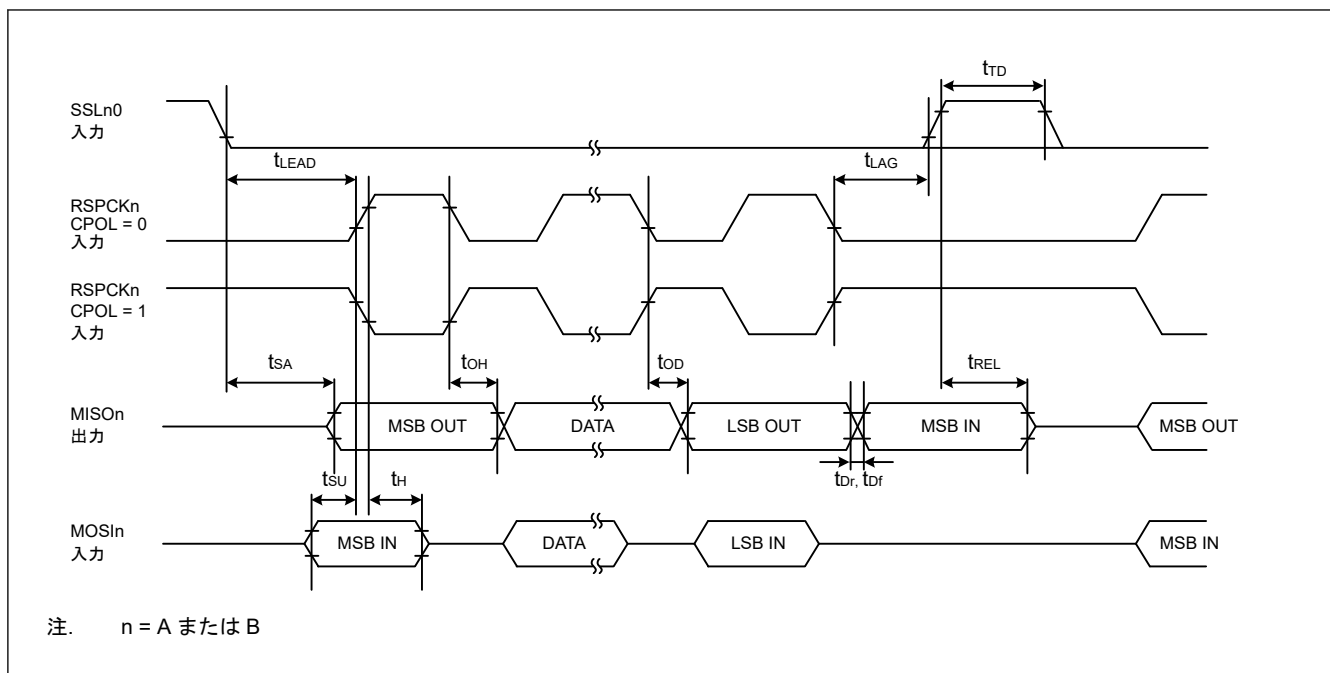 tTD
SSLn0
入力
tLEAD
tLAG
RSPCKn
CPOL = 0
入力
RSPCKn
CPOL = 1
入力
tSA
tOH
tOD
tREL
MISOn
出力
MSB OUT
DATA
LSB OUT
MSB IN
MSB OUT
tSU
tH
tDr, tDf
MOSIn
入力
MSB IN
DATA
LSB IN
MSB IN
注. n = A または B